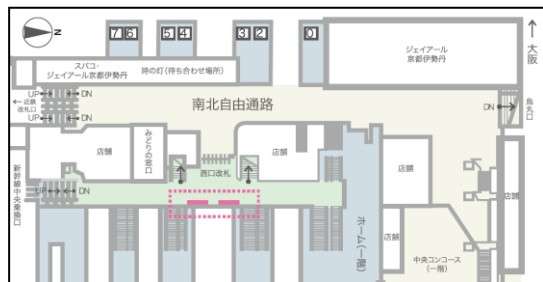 N
7 6
5 4
3 2
0
スバコ・
ジェイアール京都伊勢丹
時の灯(待ち合わせ場所)
ジェイアール
京都伊勢丹
大阪
UP
DN
近鉄
改札口
南北自由通路
DN
烏丸口
店舗
みどりの窓口
西口改札
店舗
店舗
店舗
新幹線中央乗換口
UP
DN
ホーム(一階)
店舗
中央コンコース
(一階)